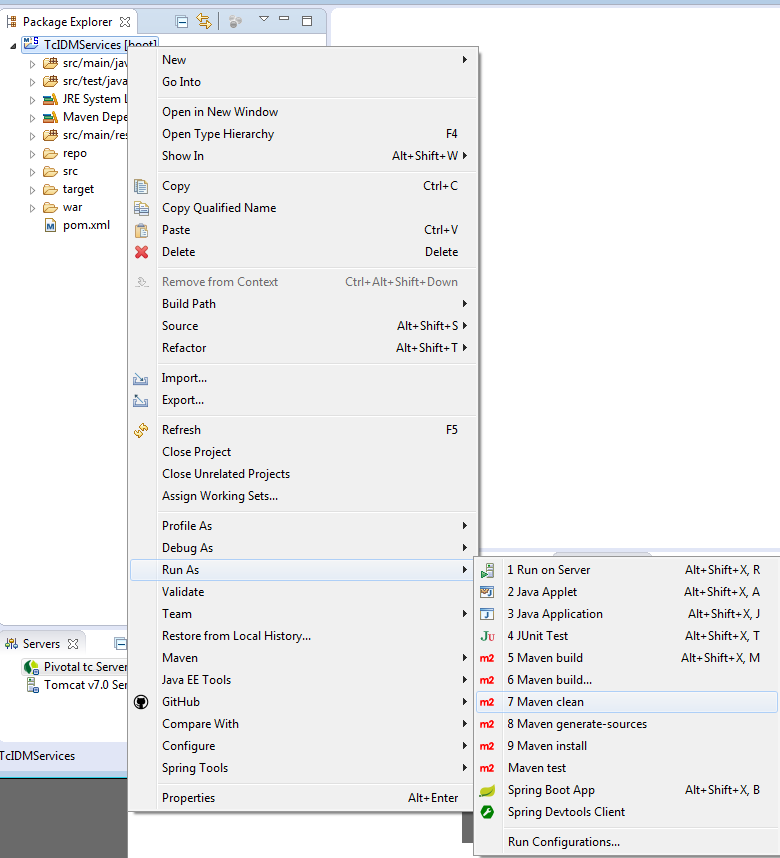 Package Explorer
TcIDMServices [boot]
src/main/jav
src/test/java
JRE System L
Maven Depe
src/main/res
repo
src
target
war
pom.xml
New
Go Into
Open in New Window
Open Type Hierarchy F4
Show In Alt+Shift+W
Copy Ctrl+C
Copy Qualified Name
Paste Ctrl+V
Delete Delete
Remove from Context Ctrl+Alt+Shift+Down
Build Path
Source Alt+Shift+S
Refactor Alt+Shift+T
Import...
Export...
Refresh F5
Close Project
Close Unrelated Projects
Assign Working Sets...
Profile As
Debug As
Run As
Validate
Team
Restore from Local History...
Maven
Java EE Tools
GitHub
Compare With
Configure
Spring Tools
Properties Alt+Enter
1 Run on Server Alt+Shift+X, R
2 Java Applet Alt+Shift+X, A
3 Java Application Alt+Shift+X, J
Ju 4 JUnit Test Alt+Shift+X, T
m2 5 Maven build Alt+Shift+X, M
m2 6 Maven build...
m2 7 Maven clean
m2 8 Maven generate-sources
m2 9 Maven install
m2 Maven test
Spring Boot App Alt+Shift+X, B
Spring Devtools Client
Run Configurations...
Servers
Pivotal tc Server
Tomcat v7.0 Ser
TcIDMServices